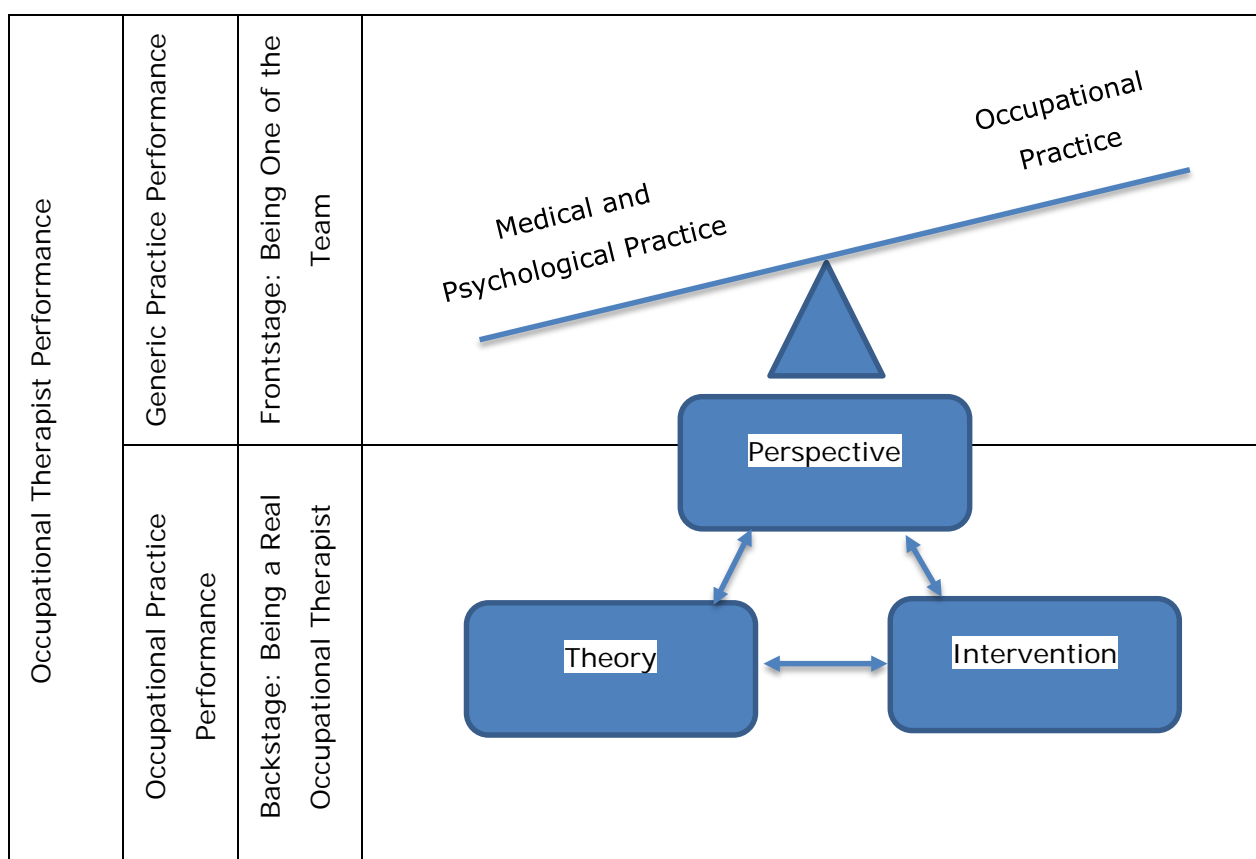 Occupational Therapist Performance
Generic Practice Performance
Frontstage: Being One of the
Team
Medical and
Psychological Practice
Occupational
Practice
Perspective
Occupational Practice
Performance
Backstage: Being a Real
Occupational Therapist
Theory
Intervention